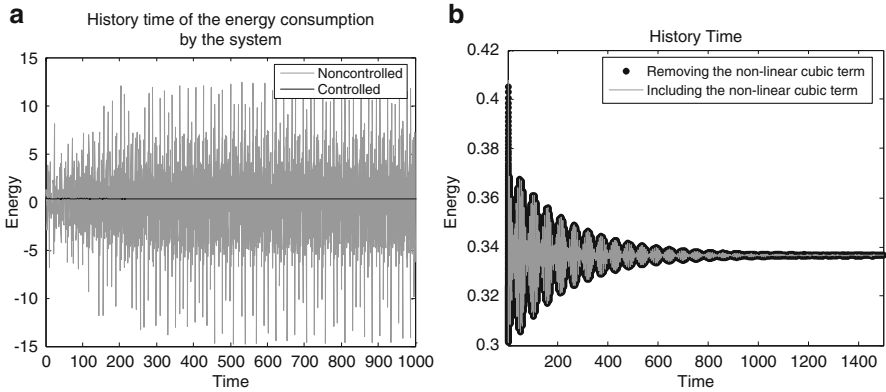 a
History time of the energy consumption
by the system
15
10
5
0
−5
−10
−15
Energy
Noncontrolled
Controlled
0 100 200 300 400 500 600 700 800 900 1000
Time
b
History Time
0.42
0.4
0.38
0.36
0.34
0.32
0.3
Energy
Removing the non-linear cubic term
Including the non-linear cubic term
200 400 600 800 1000 1200 1400
Time